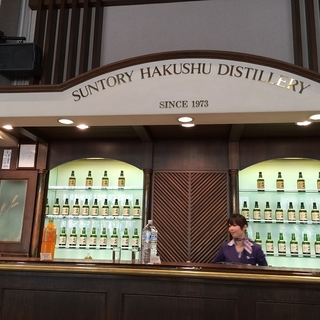 SUNTORY HAKUSHU DISTILLERY
SINCE 1973